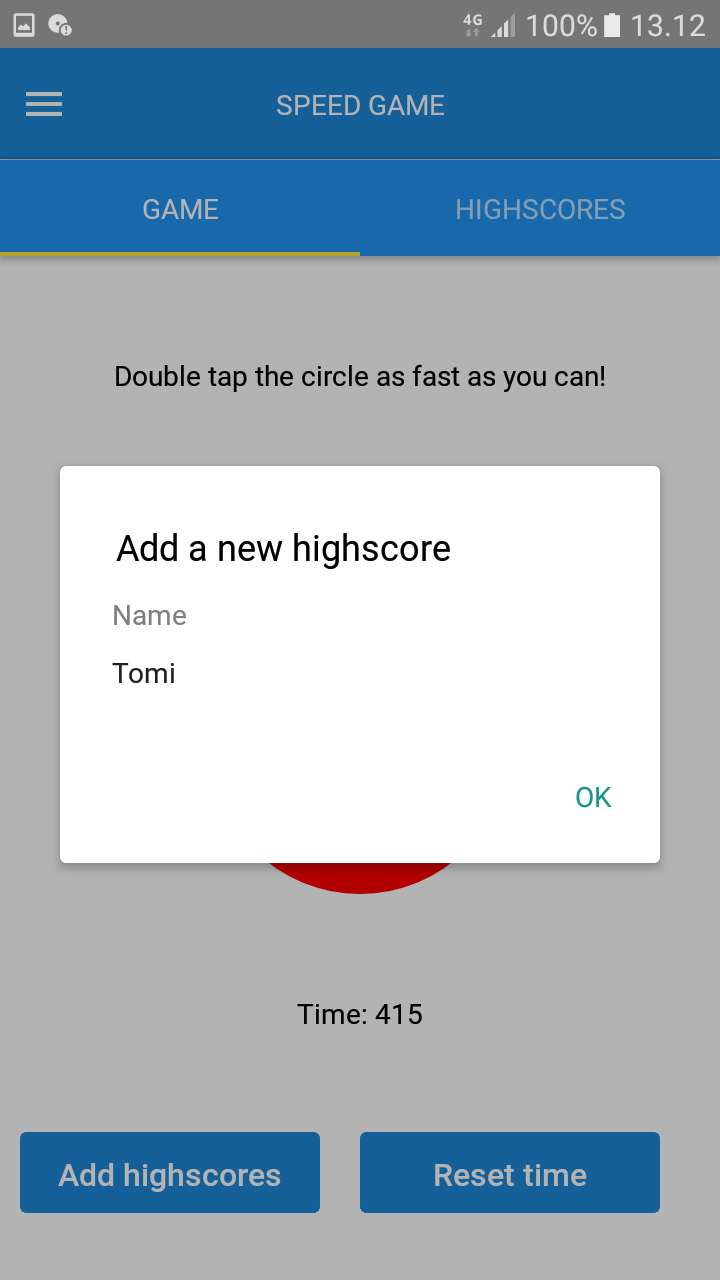 4G 100% 13.12
SPEED GAME
GAME HIGHSCORES
Double tap the circle as fast as you can!
Add a new highscore
Name
Tomi
OK
Time: 415
Add highscores Reset time